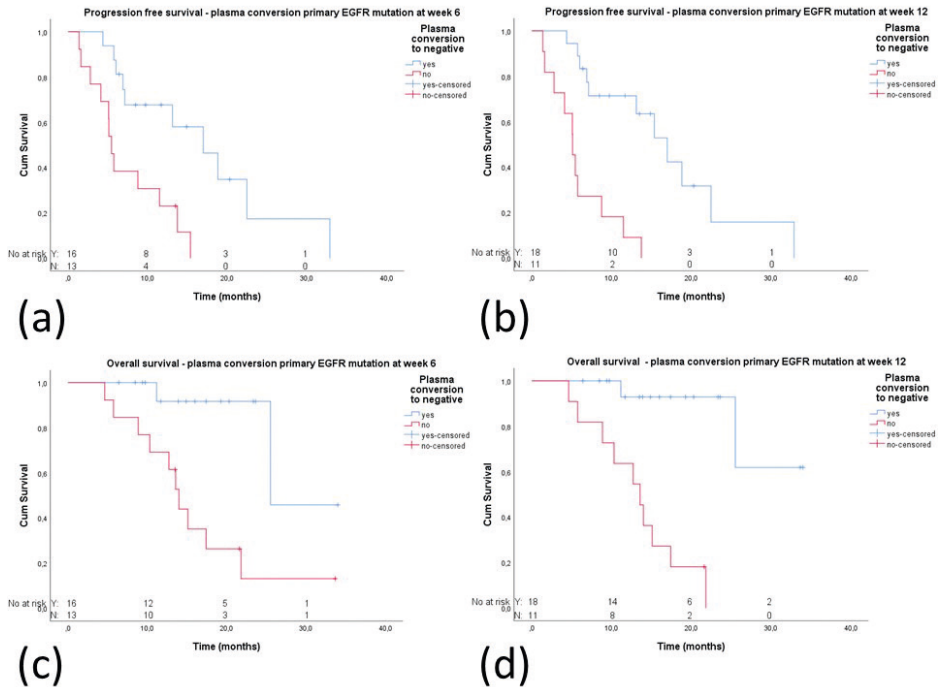 Progression free survival - plasma conversion primary EGFR mutation at week 6
Plasma
conversion
to negative
yes
no
yes-censored
no-censored
Cum Survival
1,0
0,8
0,6
0,4
0,2
0,0
No at risk Y: 16 8 3 1
N: 13 4 0 0
,0 10,0 20,0 30,0 40,0
Time (months)
(a)
Progression free survival - plasma conversion primary EGFR mutation at week 12
Plasma
conversion
to negative
yes
no
yes-censored
no-censored
Cum Survival
1,0
0,8
0,6
0,4
0,2
0,0
No at risk Y: 18 10 3 1
N: 11 2 0 0
,0 10,0 20,0 30,0 40,0
Time (months)
(b)
Overall survival - plasma conversion primary EGFR mutation at week 6
Plasma
conversion
to negative
yes
no
yes-censored
no-censored
Cum Survival
1,0
0,8
0,6
0,4
0,2
0,0
No at risk Y: 16 12 5 1
N: 13 10 3 1
,0 10,0 20,0 30,0 40,0
Time (months)
(c)
Overall survival - plasma conversion primary EGFR mutation at week 12
Plasma
conversion
to negative
yes
no
yes-censored
no-censored
Cum Survival
1,0
0,8
0,6
0,4
0,2
0,0
No at risk Y: 18 14 6 2
N: 11 8 2 0
,0 10,0 20,0 30,0 40,0
Time (months)
(d)